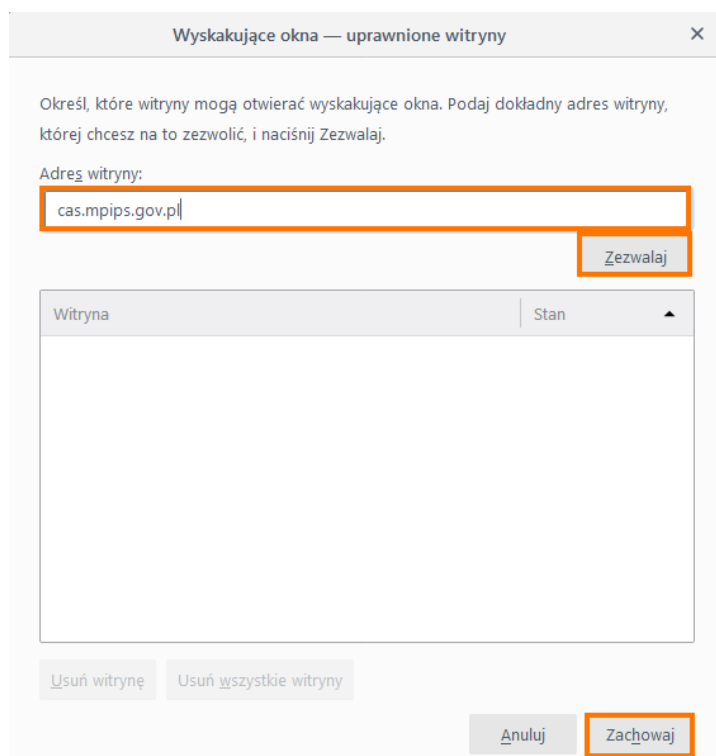 Wyskakujące okna — uprawnione witryny
Określ, które witryny mogą otwierać wyskakujące okna. Podaj dokładny adres witryny,
której chcesz na to zezwolić, i naciśnij Zezwalaj.
Adres witryny:
cas.mpips.gov.pl
Zezwalaj
Witryna Stan
Usuń witrynę Usuń wszystkie witryny
Anuluj Zachowaj